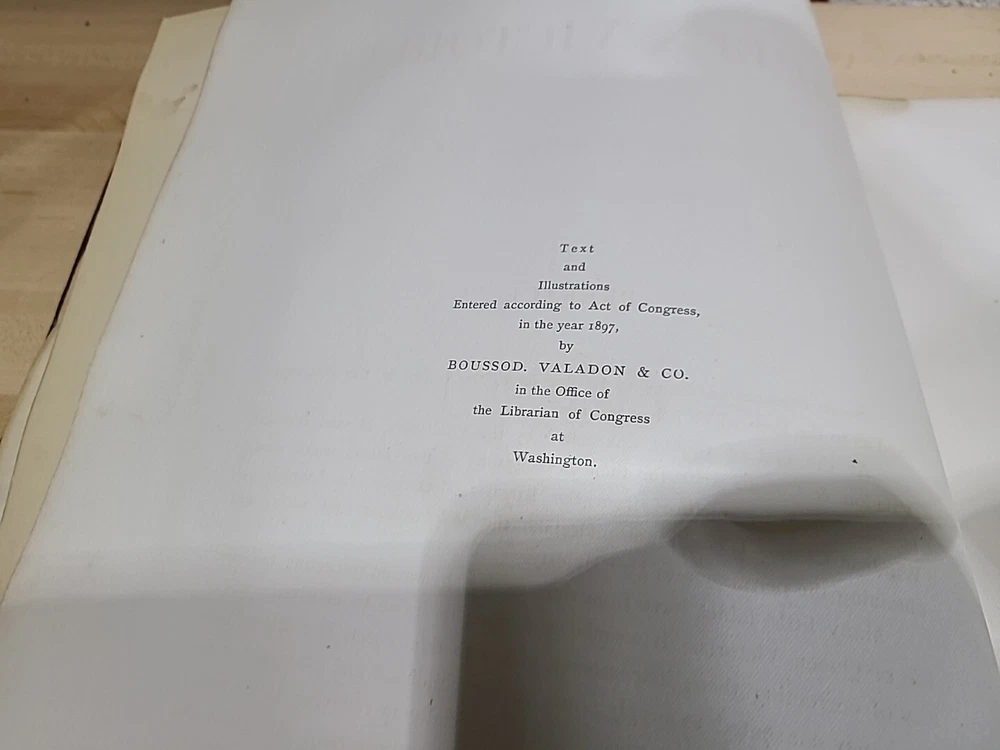 Text
and
Illustrations
Entered according to Act of Congress,
in the year 1897,
by
BOUSSOD. VALADON & CO.
in the Office of
the Librarian of Congress
at
Washington.